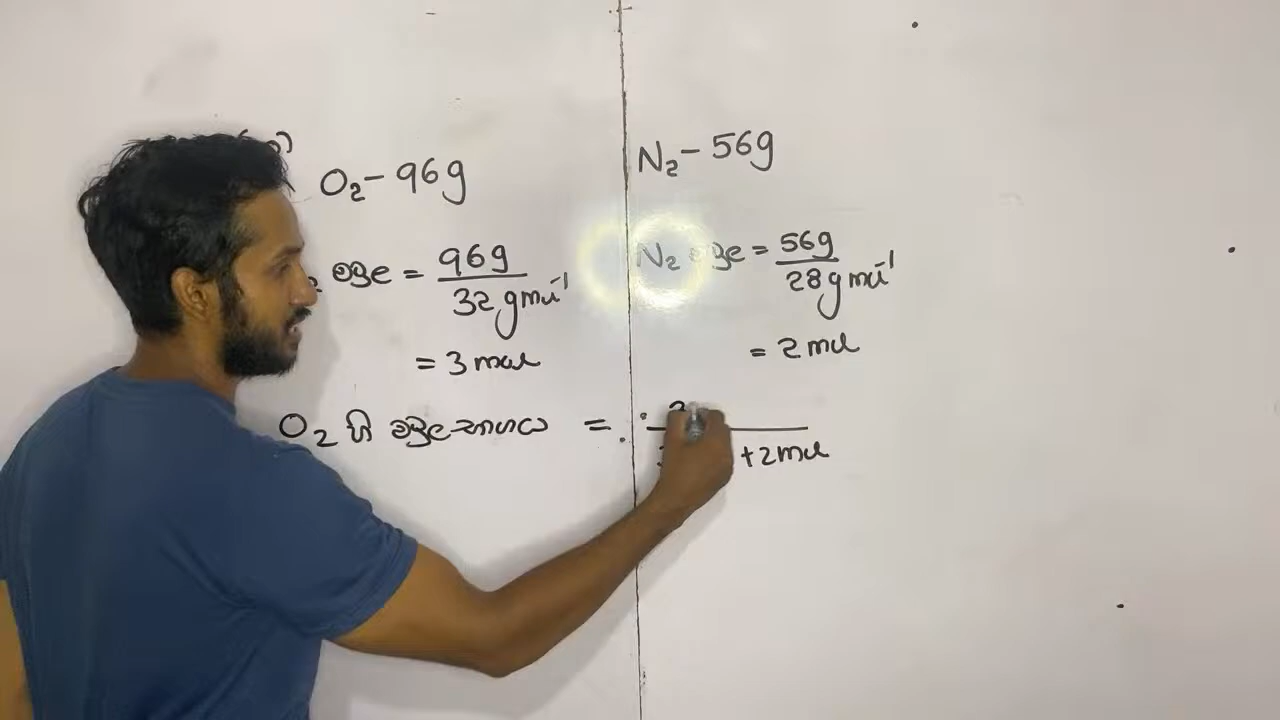 O₂ – 96g
N₂ – 56g
මවුල = 96g / 32 g mol⁻¹
N₂ මවුල = 56g / 28 g mol⁻¹
= 3 mol
= 2 mol
O₂ හි මවුල භාගය = 3 / + 2 mol